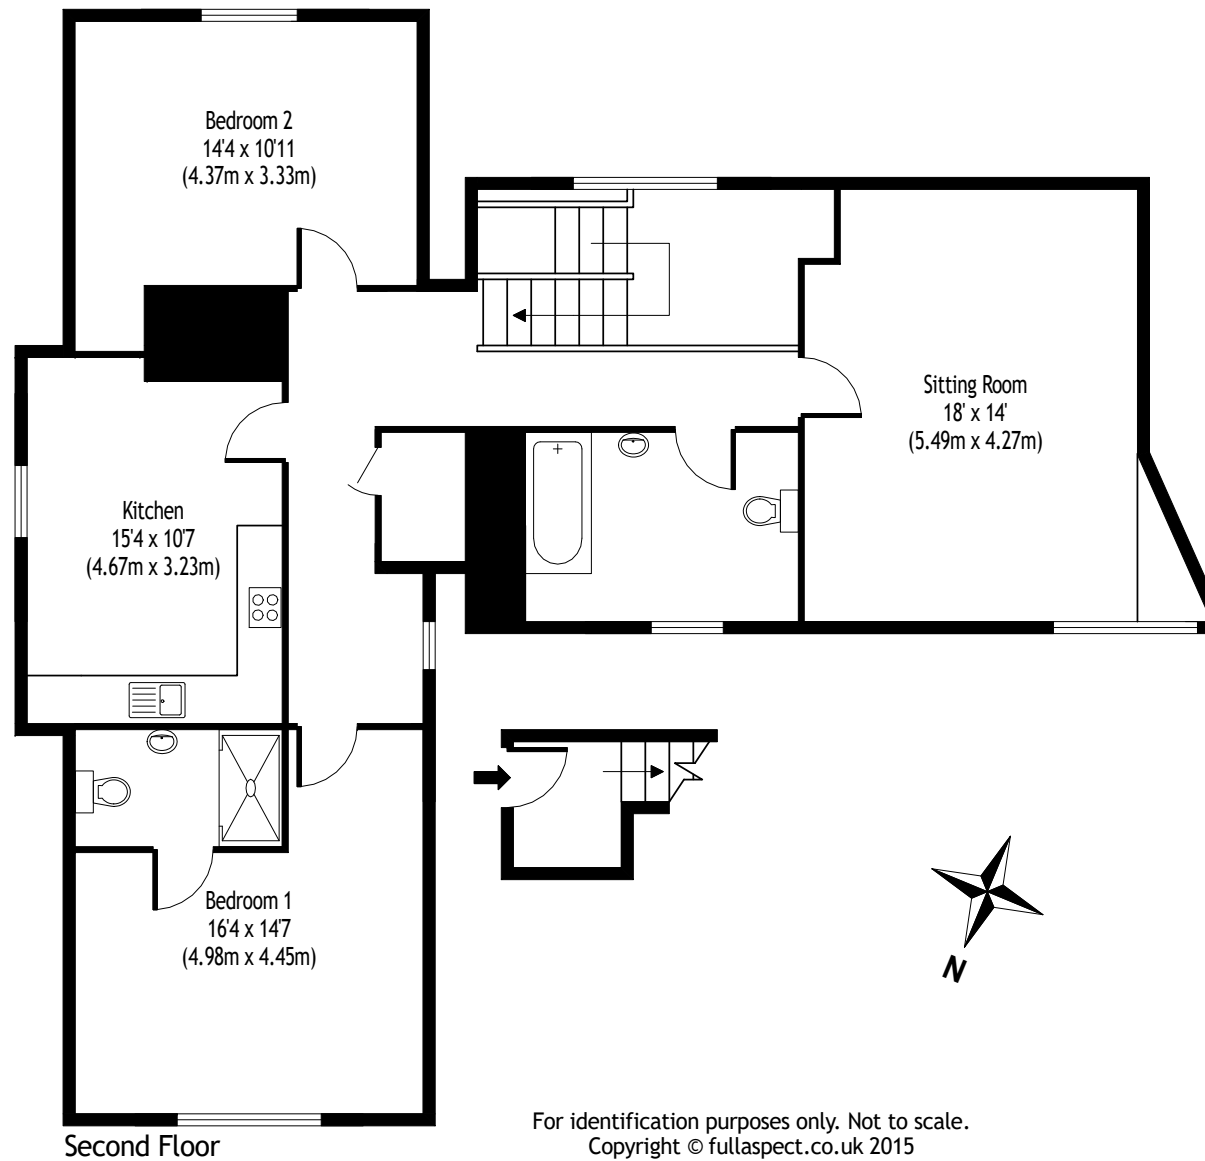 Bedroom 2
14'4 x 10'11
(4.37m x 3.33m)
Sitting Room
18' x 14'
(5.49m x 4.27m)
Kitchen
15'4 x 10'7
(4.67m x 3.23m)
Bedroom 1
16'4 x 14'7
(4.98m x 4.45m)
N
Second Floor
For identification purposes only. Not to scale.
Copyright © fullaspect.co.uk 2015